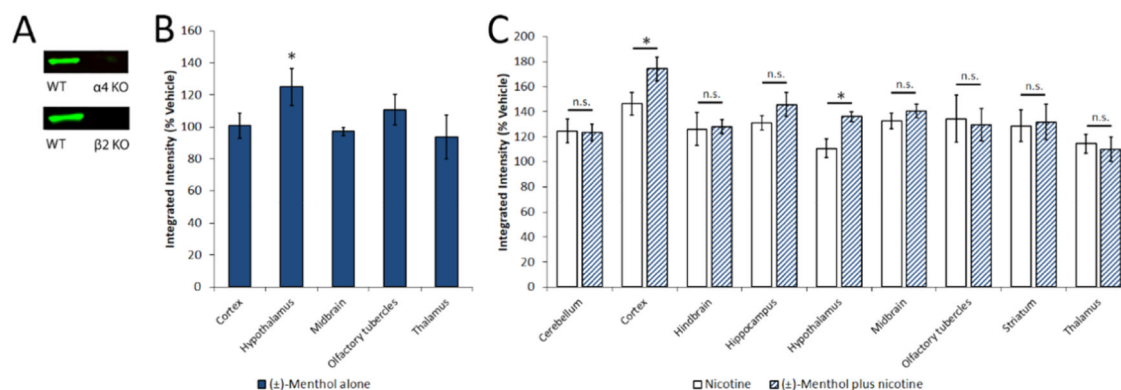 A
WT α4 KO
WT β2 KO
B
Integrated Intensity (% Vehicle)
160
140
120
100
80
60
40
20
0
*
Cortex
Hypothalamus
Midbrain
Olfactory tubercles
Thalamus
(±)-Menthol alone
C
Integrated Intensity (% Vehicle)
200
180
160
140
120
100
80
60
40
20
0
n.s.
*
n.s.
n.s.
*
n.s.
n.s.
n.s.
n.s.
Cerebellum
Cortex
Hindbrain
Hippocampus
Hypothalamus
Midbrain
Olfactory tubercles
Striatum
Thalamus
Nicotine (±)-Menthol plus nicotine